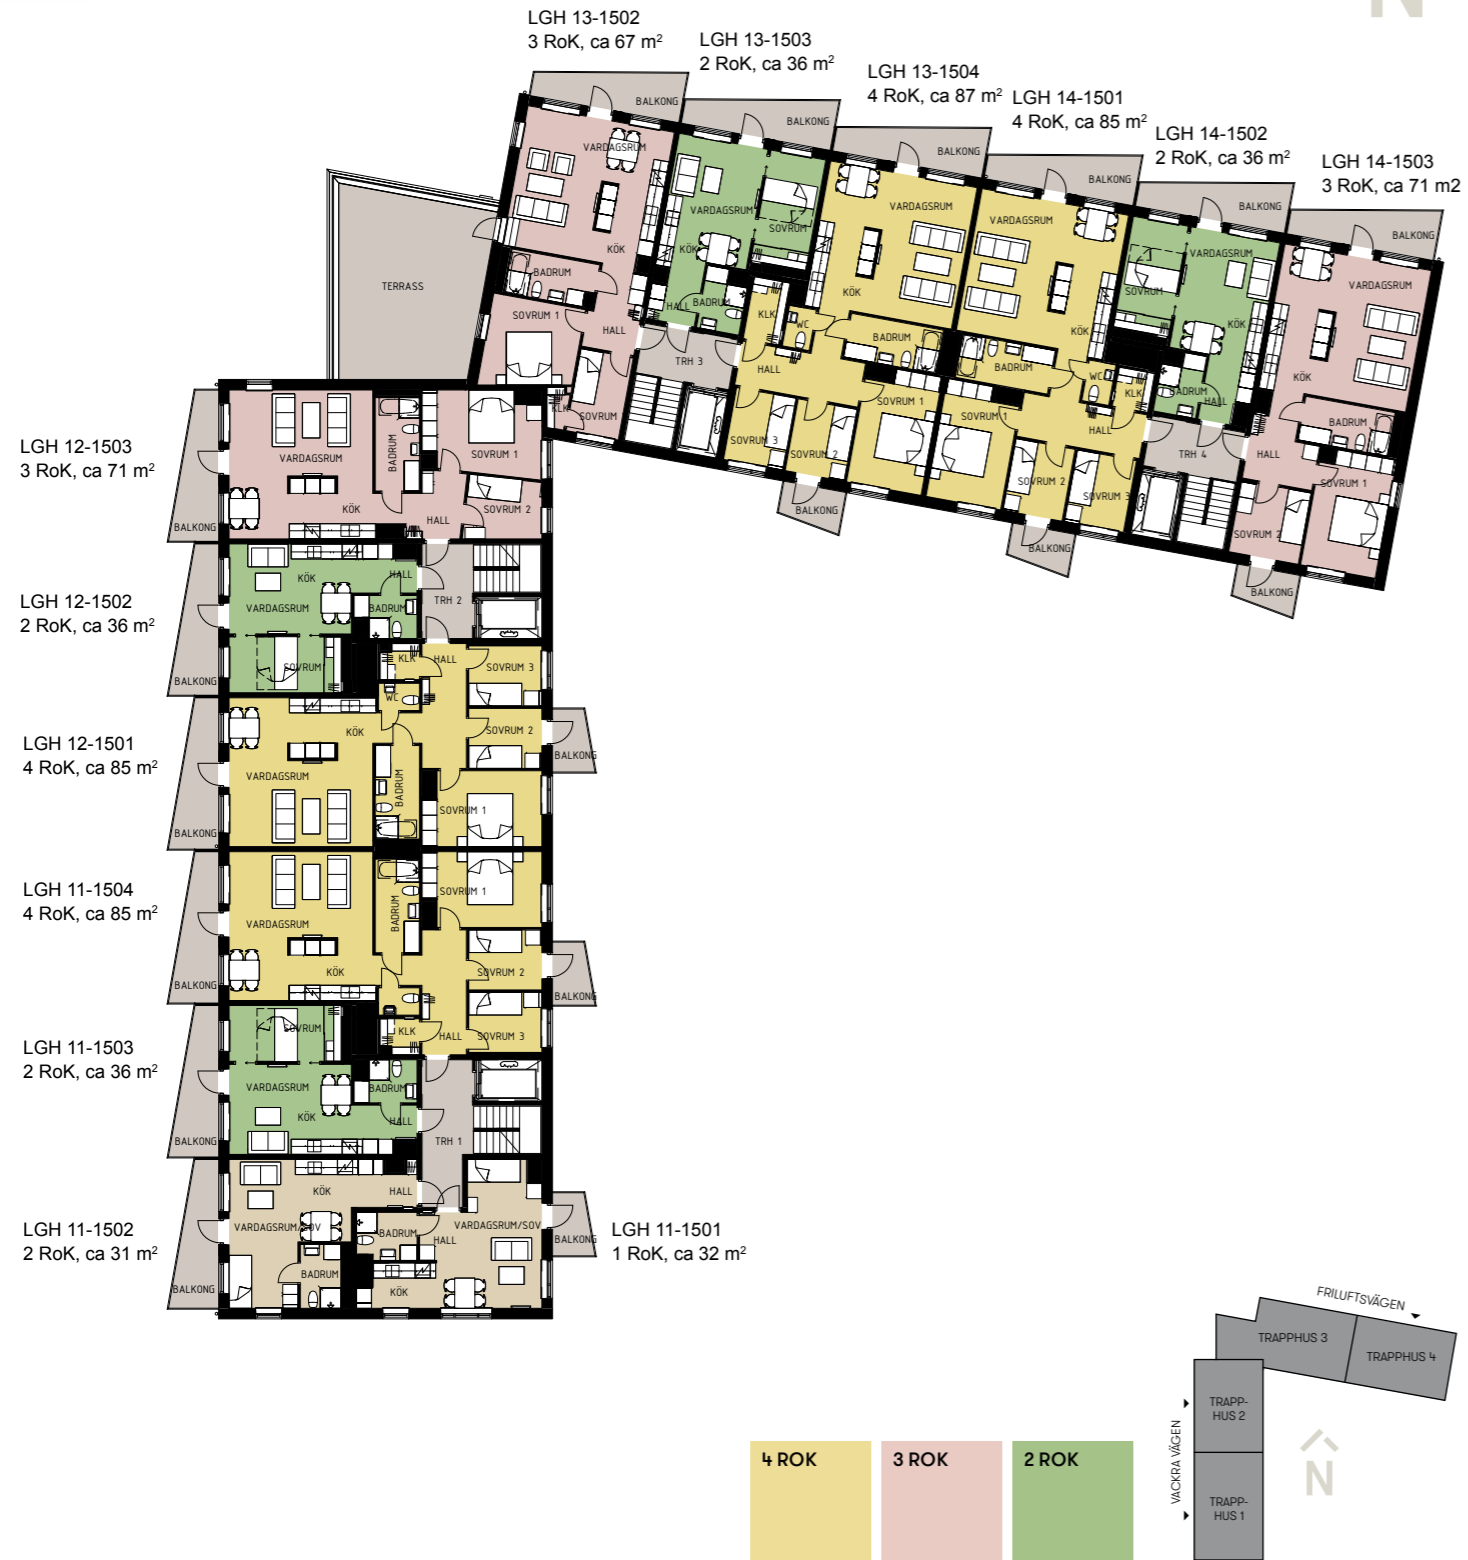 N
LGH 13-1502
3 RoK, ca 67 m²
LGH 13-1503
2 RoK, ca 36 m²
LGH 13-1504
4 RoK, ca 87 m²
LGH 14-1501
4 RoK, ca 85 m²
LGH 14-1502
2 RoK, ca 36 m²
LGH 14-1503
3 RoK, ca 71 m2
BALKONG
BALKONG
BALKONG
BALKONG
BALKONG
BALKONG
VARDAGSRUM
KÖK
BADRUM
SOVRUM 1
HALL
KLK
SOVRUM
TERRASS
VARDAGSRUM
SOVRUM
KÖK
BADRUM
HALL
TRH 3
VARDAGSRUM
KÖK
KLK
WC
BADRUM
HALL
SOVRUM 1
SOVRUM 2
SOVRUM 3
BALKONG
VARDAGSRUM
KÖK
BADRUM
WC
KLK
HALL
SOVRUM 1
SOVRUM 2
SOVRUM 3
BALKONG
VARDAGSRUM
SOVRUM
KÖK
BADRUM
HALL
TRH 4
VARDAGSRUM
KÖK
BADRUM
HALL
SOVRUM 1
SOVRUM 2
BALKONG
LGH 12-1503
3 RoK, ca 71 m²
VARDAGSRUM
BADRUM
SOVRUM 1
SOVRUM 2
KÖK
HALL
BALKONG
LGH 12-1502
2 RoK, ca 36 m²
KÖK
HALL
VARDAGSRUM
BADRUM
TRH 2
SOVRUM
BALKONG
LGH 12-1501
4 RoK, ca 85 m²
KLK
HALL
SOVRUM 3
WC
KÖK
SOVRUM 2
BALKONG
VARDAGSRUM
BADRUM
SOVRUM 1
BALKONG
LGH 11-1504
4 RoK, ca 85 m²
SOVRUM 1
VARDAGSRUM
BADRUM
KÖK
SOVRUM 2
BALKONG
BALKONG
KLK
HALL
SOVRUM 3
LGH 11-1503
2 RoK, ca 36 m²
SOVRUM
VARDAGSRUM
BADRUM
KÖK
HALL
TRH 1
BALKONG
LGH 11-1502
2 RoK, ca 31 m²
KÖK
HALL
VARDAGSRUM/SOV
BADRUM
BALKONG
LGH 11-1501
1 RoK, ca 32 m²
VARDAGSRUM/SOV
BADRUM
HALL
KÖK
BALKONG
4 ROK
3 ROK
2 ROK
FRILUFTSVÄGEN
TRAPPHUS 3
TRAPPHUS 4
TRAPP-
HUS 2
VACKRA VÄGEN
TRAPP-
HUS 1
N